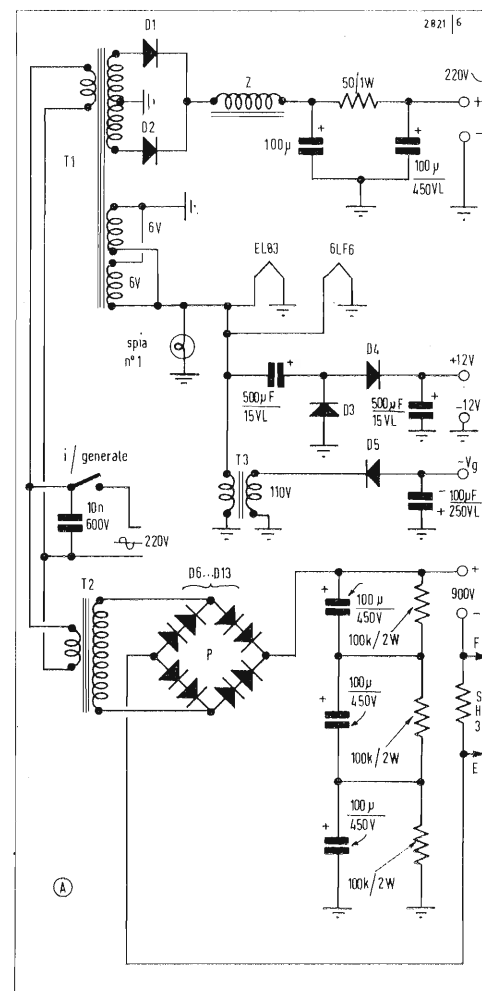 2821 | 6
D1
220V
50/1W
Z
+
D2
+
+
–
100µ
100µ
/450VL
T1
6V
EL83
6LF6
6V
spia
n°1
D4
+12V
+
500µF
/15VL
D3
500µF
/15VL
+
–12V
D5
i/generale
T3
~Vg
110V
10n
600V
– 100µF
+ 250VL
220V
T2
D6...D13
+
+
100µ
/450V
900V
–
100k/2W
F
P
100µ
/450V
+
S
H
3
100k/2W
E
100µ
/450V
+
100k/2W
A